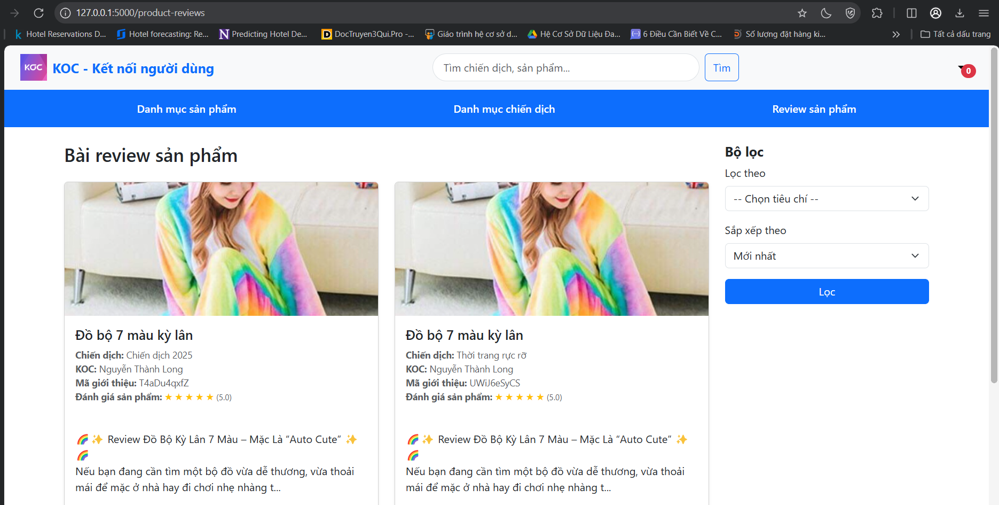 127.0.0.1:5000/product-reviews
Hotel Reservations D...
Hotel forecasting: Re...
Predicting Hotel De...
DocTruyen3Qui.Pro -...
Giáo trình hệ cơ sở d...
Hệ Cơ Sở Dữ Liệu Đa...
6 Điều Cần Biết Về C...
Số lượng đặt hàng ki...
Tất cả dấu trang
KOC
KOC - Kết nối người dùng
Tìm chiến dịch, sản phẩm...
Tìm
0
Danh mục sản phẩm
Danh mục chiến dịch
Review sản phẩm
Bài review sản phẩm
Đồ bộ 7 màu kỳ lân
Chiến dịch: Chiến dịch 2025
KOC: Nguyễn Thành Long
Mã giới thiệu: T4aDu4qxfZ
Đánh giá sản phẩm: ★ ★ ★ ★ ★ (5.0)
🌈✨ Review Đồ Bộ Kỳ Lân 7 Màu – Mặc Là “Auto Cute” ✨
🌈
Nếu bạn đang cần tìm một bộ đồ vừa dễ thương, vừa thoải
mái để mặc ở nhà hay đi chơi nhẹ nhàng t...
Đồ bộ 7 màu kỳ lân
Chiến dịch: Thời trang rực rỡ
KOC: Nguyễn Thành Long
Mã giới thiệu: UWiJ6eSyCS
Đánh giá sản phẩm: ★ ★ ★ ★ ★ (5.0)
🌈✨ Review Đồ Bộ Kỳ Lân 7 Màu – Mặc Là “Auto Cute” ✨
🌈
Nếu bạn đang cần tìm một bộ đồ vừa dễ thương, vừa thoải
mái để mặc ở nhà hay đi chơi nhẹ nhàng t...
Bộ lọc
Lọc theo
-- Chọn tiêu chí --
Sắp xếp theo
Mới nhất
Lọc